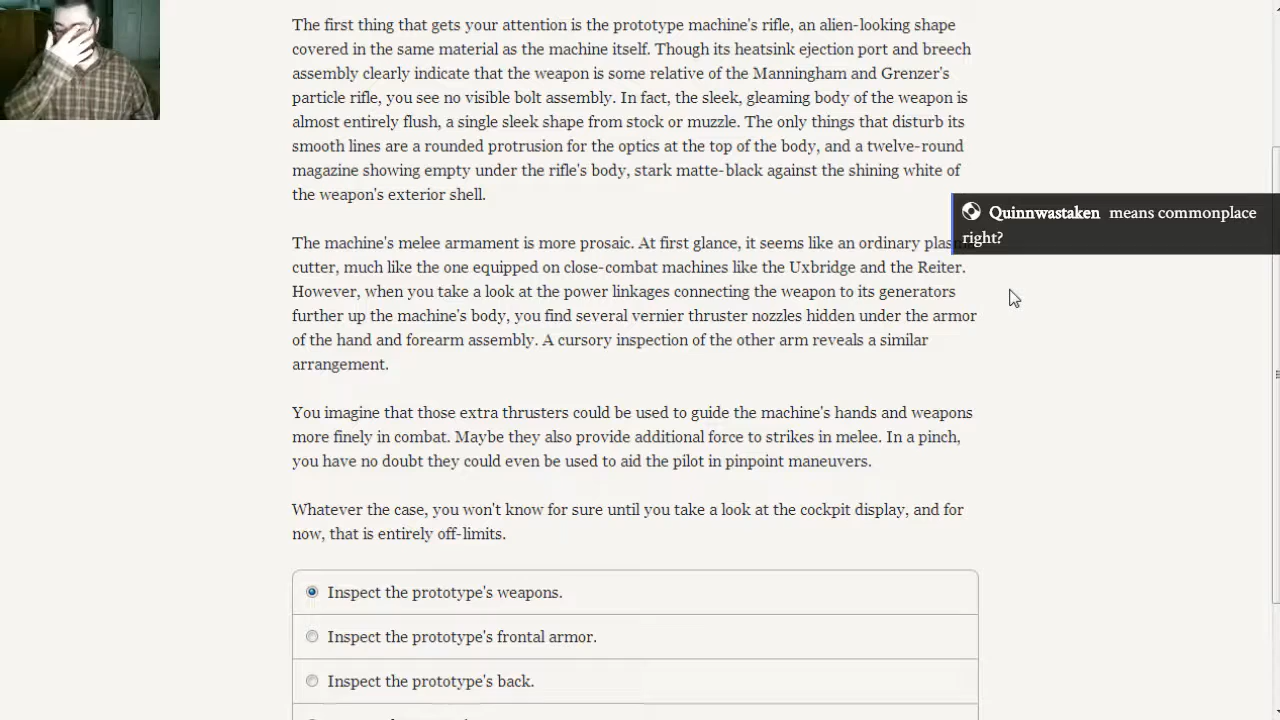 The first thing that gets your attention is the prototype machine's rifle, an alien-looking shape
covered in the same material as the machine itself. Though its heatsink ejection port and breech
assembly clearly indicate that the weapon is some relative of the Manningham and Grenzer's
particle rifle, you see no visible bolt assembly. In fact, the sleek, gleaming body of the weapon is
almost entirely flush, a single sleek shape from stock or muzzle. The only things that disturb its
smooth lines are a rounded protrusion for the optics at the top of the body, and a twelve-round
magazine showing empty under the rifle's body, stark matte-black against the shining white of
the weapon's exterior shell.
Quinnwastaken means commonplace
right?
The machine's melee armament is more prosaic. At first glance, it seems like an ordinary
cutter, much like the one equipped on close-combat machines like the Uxbridge and the Reiter.
However, when you take a look at the power linkages connecting the weapon to its generators
further up the machine's body, you find several vernier thruster nozzles hidden under the armor
of the hand and forearm assembly. A cursory inspection of the other arm reveals a similar
arrangement.
You imagine that those extra thrusters could be used to guide the machine's hands and weapons
more finely in combat. Maybe they also provide additional force to strikes in melee. In a pinch,
you have no doubt they could even be used to aid the pilot in pinpoint maneuvers.
Whatever the case, you won't know for sure until you take a look at the cockpit display, and for
now, that is entirely off-limits.
Inspect the prototype's weapons.
Inspect the prototype's frontal armor.
Inspect the prototype's back.